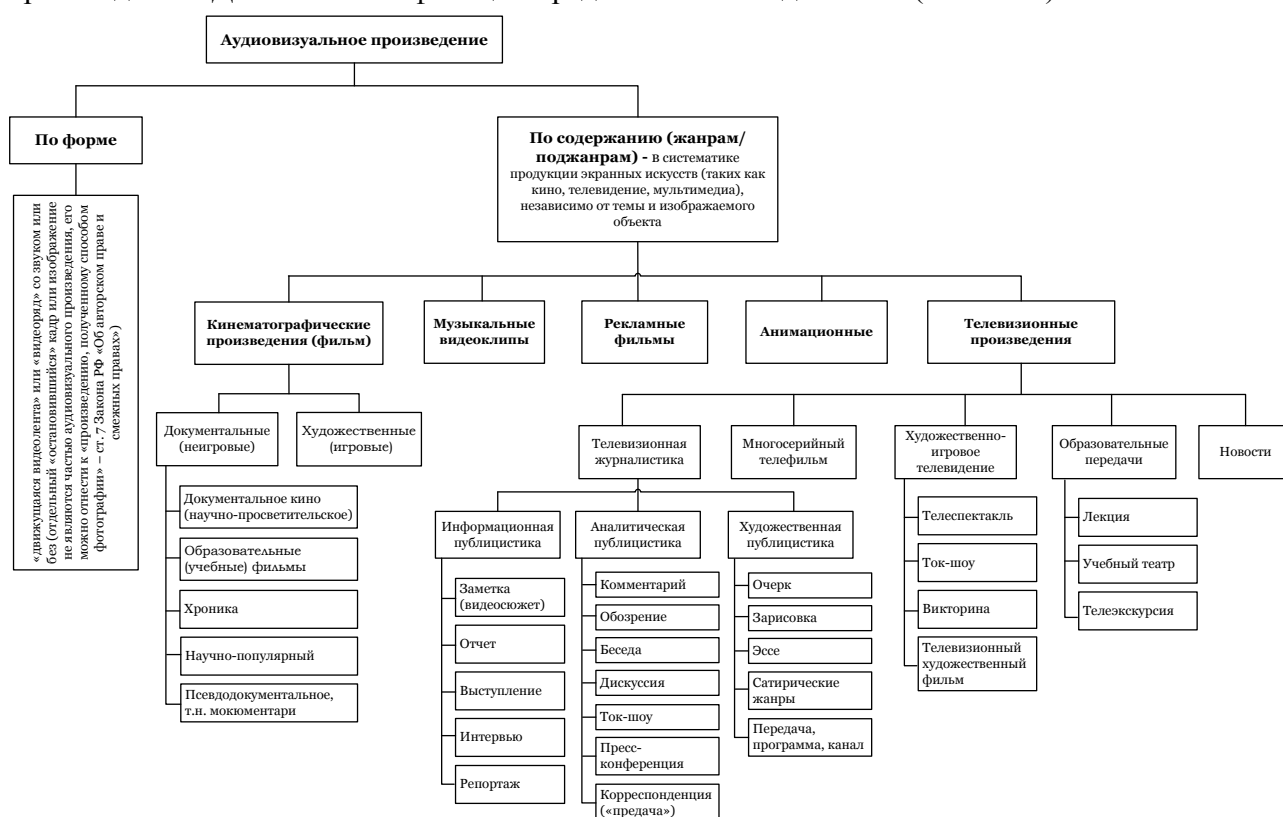 Аудиовизуальное произведение
По форме
«движущаяся видеолента» или «видеоряд» со звуком или
без (отдельный «остановившийся» кадр или изображение
не являются частью аудиовизуального произведения, его
можно отнести к «произведению, полученному способом
фотографии» – ст. 7 Закона РФ «Об авторском праве и
смежных правах»)
По содержанию (жанрам/
поджанрам) - в систематике
продукции экранных искусств (таких как
кино, телевидение, мультимедиа),
независимо от темы и изображаемого
объекта
Кинематографические
произведения (фильм)
Музыкальные
видеоклипы
Рекламные
фильмы
Анимационные
Телевизионные
произведения
Документальные
(неигровые)
Художественные
(игровые)
Документальное кино
(научно-просветительское)
Образовательные
(учебные) фильмы
Хроника
Научно-популярный
Псевдодокументальное,
т.н. мокюментари
Телевизионная
журналистика
Многосерийный
телефильм
Художественно-
игровое
телевидение
Образовательные
передачи
Новости
Информационная
публицистика
Аналитическая
публицистика
Художественная
публицистика
Заметка
(видеосюжет)
Отчет
Выступление
Интервью
Репортаж
Комментарий
Обозрение
Беседа
Дискуссия
Ток-шоу
Пресс-
конференция
Корреспонденция
(«предача»)
Очерк
Зарисовка
Эссе
Сатирические
жанры
Передача,
программа, канал
Телеспектакль
Ток-шоу
Викторина
Телевизионный
художественный
фильм
Лекция
Учебный театр
Телеэкскурсия